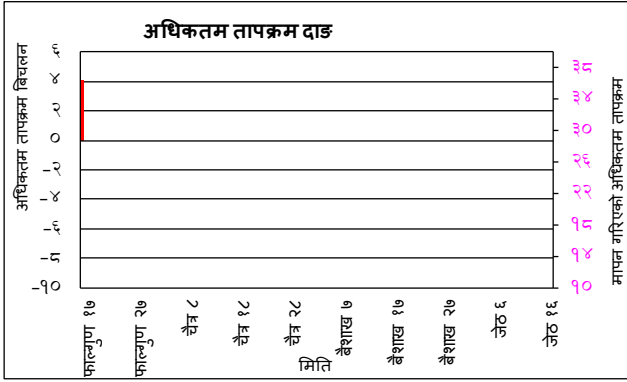 अधिकतम तापक्रम दाङ
अधिकतम तापक्रम बिचलन
६
४
२
०
-२
-४
-६
-८
-१०
३८
३४
३०
२६
२२
१८
१४
१०
मापन गरिएको अधिकतम तापक्रम
फाल्गुण १७
फाल्गुण २७
चैत्र ८
चैत्र १८
चैत्र २८
बैशाख ७
बैशाख १७
बैशाख २७
जेठ ६
जेठ १६
मिति